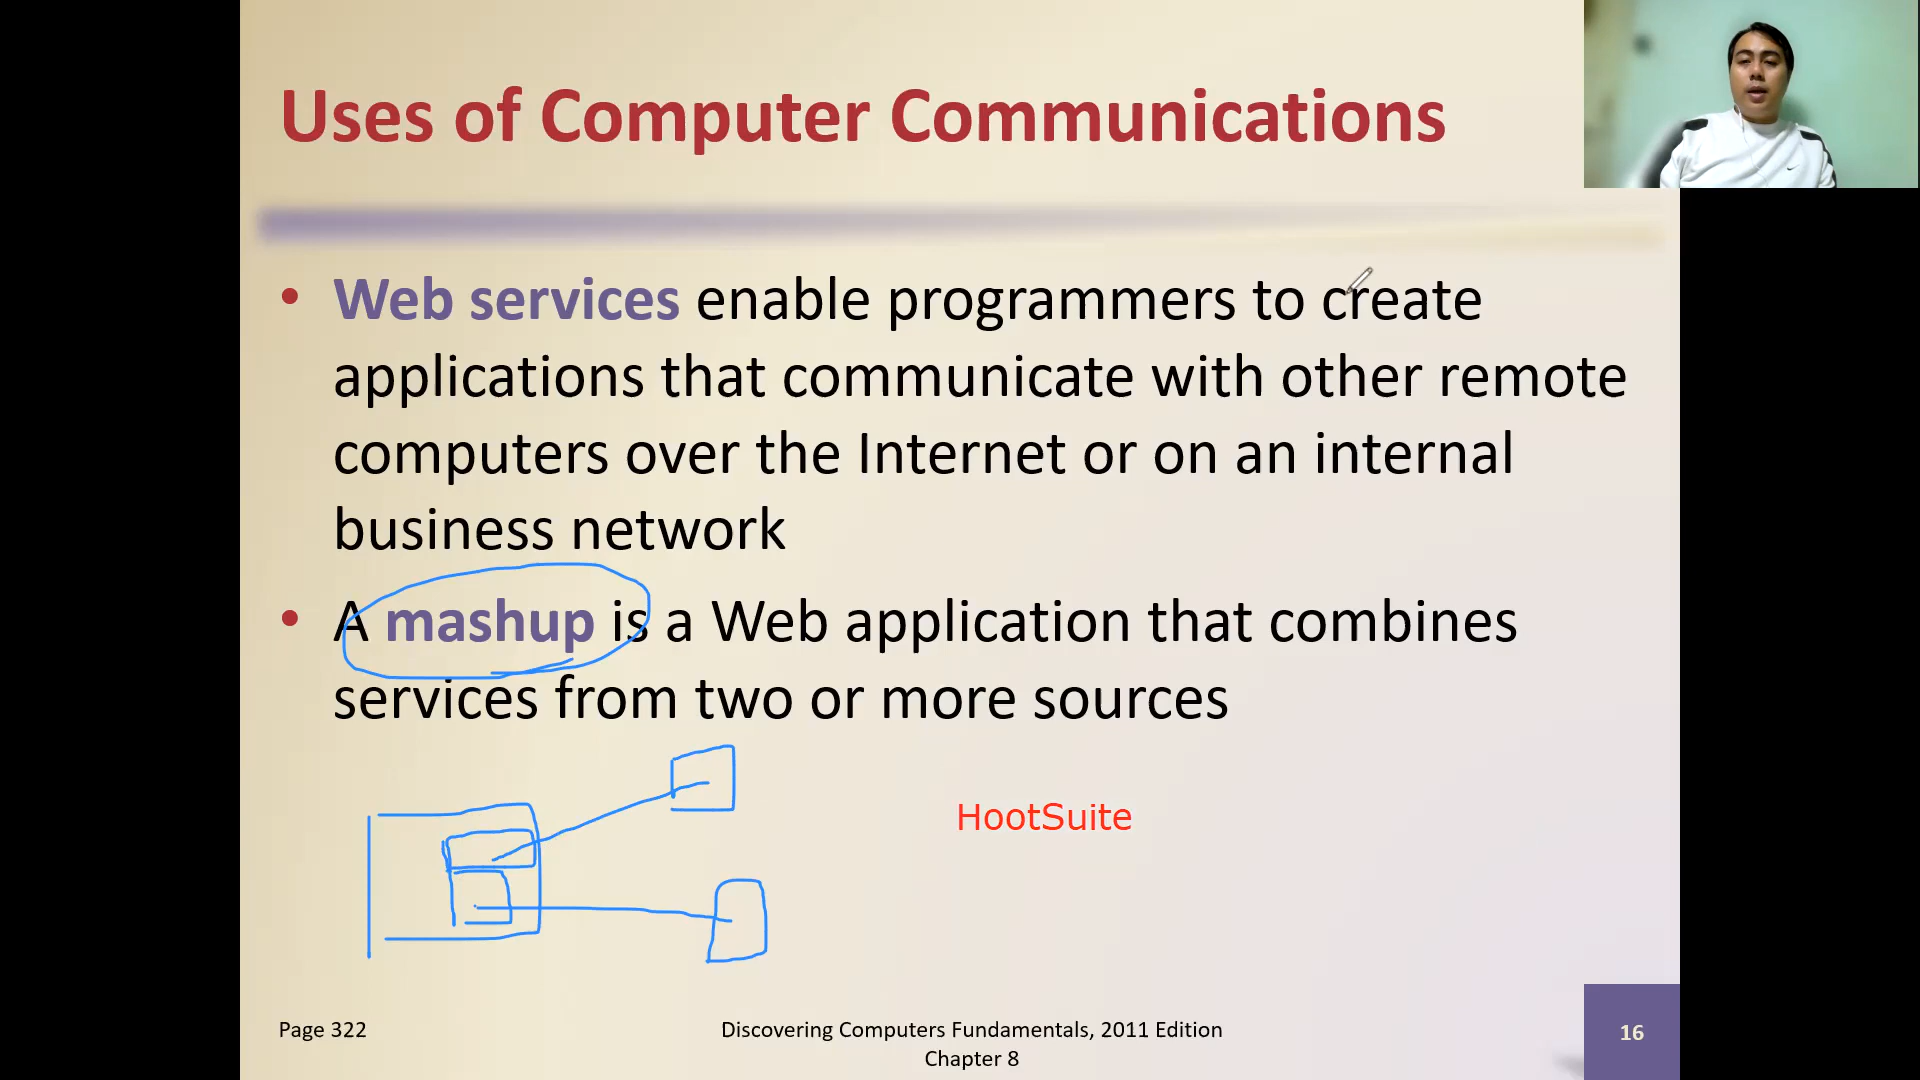 Uses of Computer Communications
• Web services enable programmers to create
applications that communicate with other remote
computers over the Internet or on an internal
business network
• A mashup is a Web application that combines
services from two or more sources
HootSuite
Page 322
Discovering Computers Fundamentals, 2011 Edition
Chapter 8
16